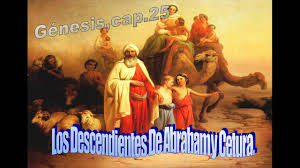 Génesis,cap.25
Los Descendientes De Abraham y Cetura.